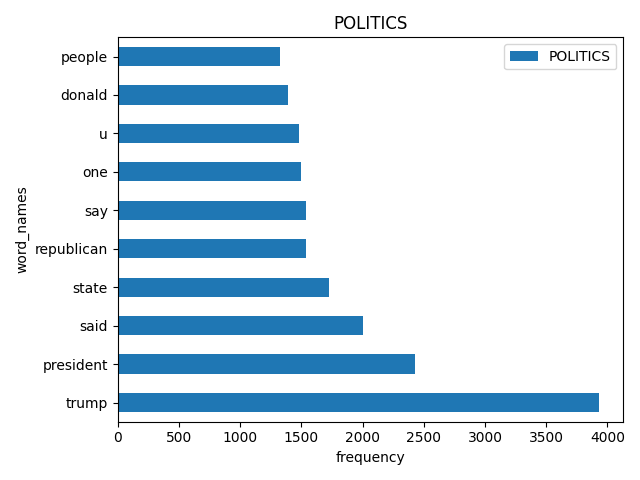 POLITICS
POLITICS
people
donald
u
one
say
republican
state
said
president
trump
word_names
0 500 1000 1500 2000 2500 3000 3500 4000
frequency